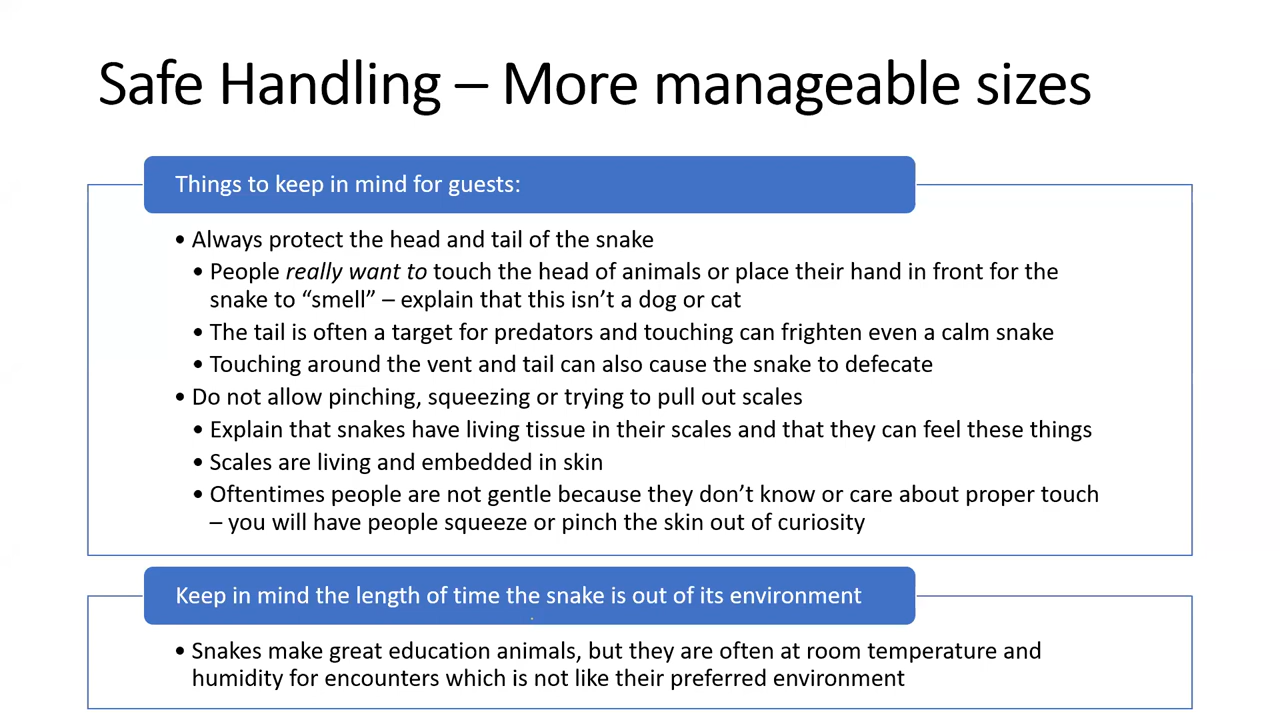 Safe Handling – More manageable sizes
Things to keep in mind for guests:
• Always protect the head and tail of the snake
• People really want to touch the head of animals or place their hand in front for the
snake to “smell” – explain that this isn’t a dog or cat
• The tail is often a target for predators and touching can frighten even a calm snake
• Touching around the vent and tail can also cause the snake to defecate
• Do not allow pinching, squeezing or trying to pull out scales
• Explain that snakes have living tissue in their scales and that they can feel these things
• Scales are living and embedded in skin
• Oftentimes people are not gentle because they don’t know or care about proper touch
– you will have people squeeze or pinch the skin out of curiosity
Keep in mind the length of time the snake is out of its environment
• Snakes make great education animals, but they are often at room temperature and
humidity for encounters which is not like their preferred environment